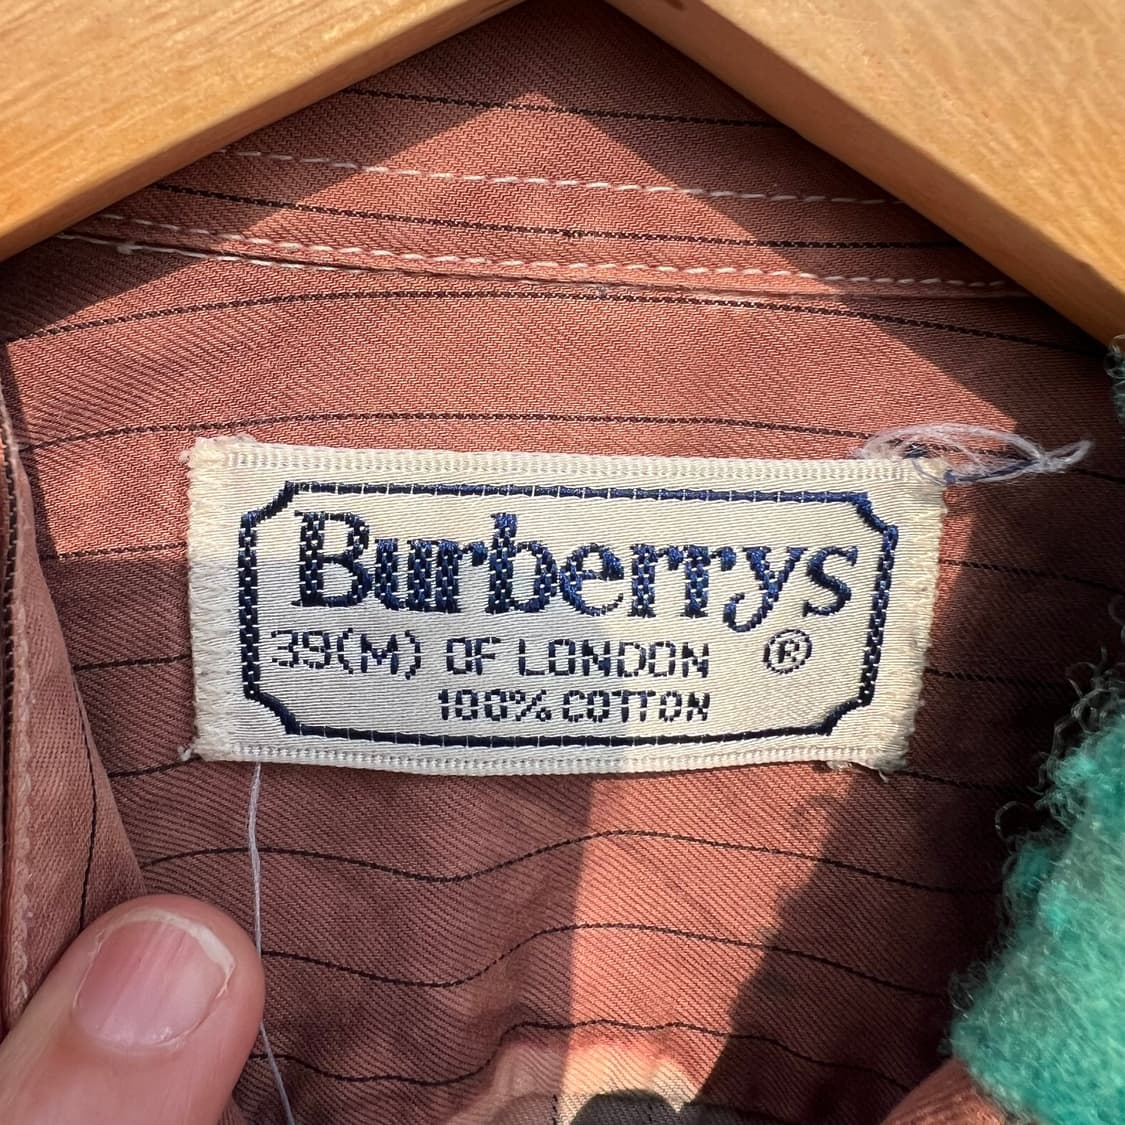 Burberrys
39(M) OF LONDON ®
100% COTTON